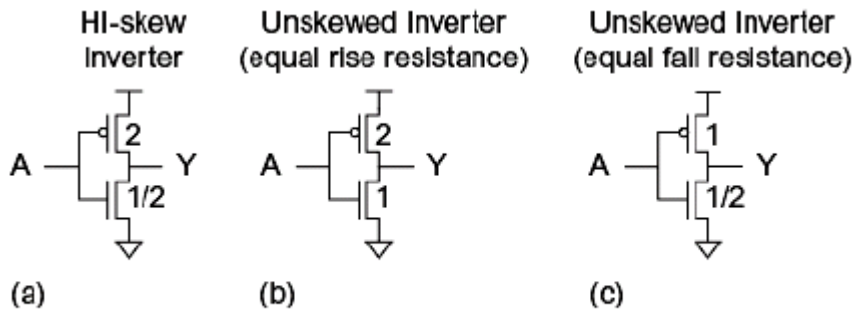 HI-skew
Inverter
Unskewed Inverter
(equal rise resistance)
Unskewed Inverter
(equal fall resistance)
2
A
Y
1/2
2
A
Y
1
1
A
Y
1/2
(a)
(b)
(c)